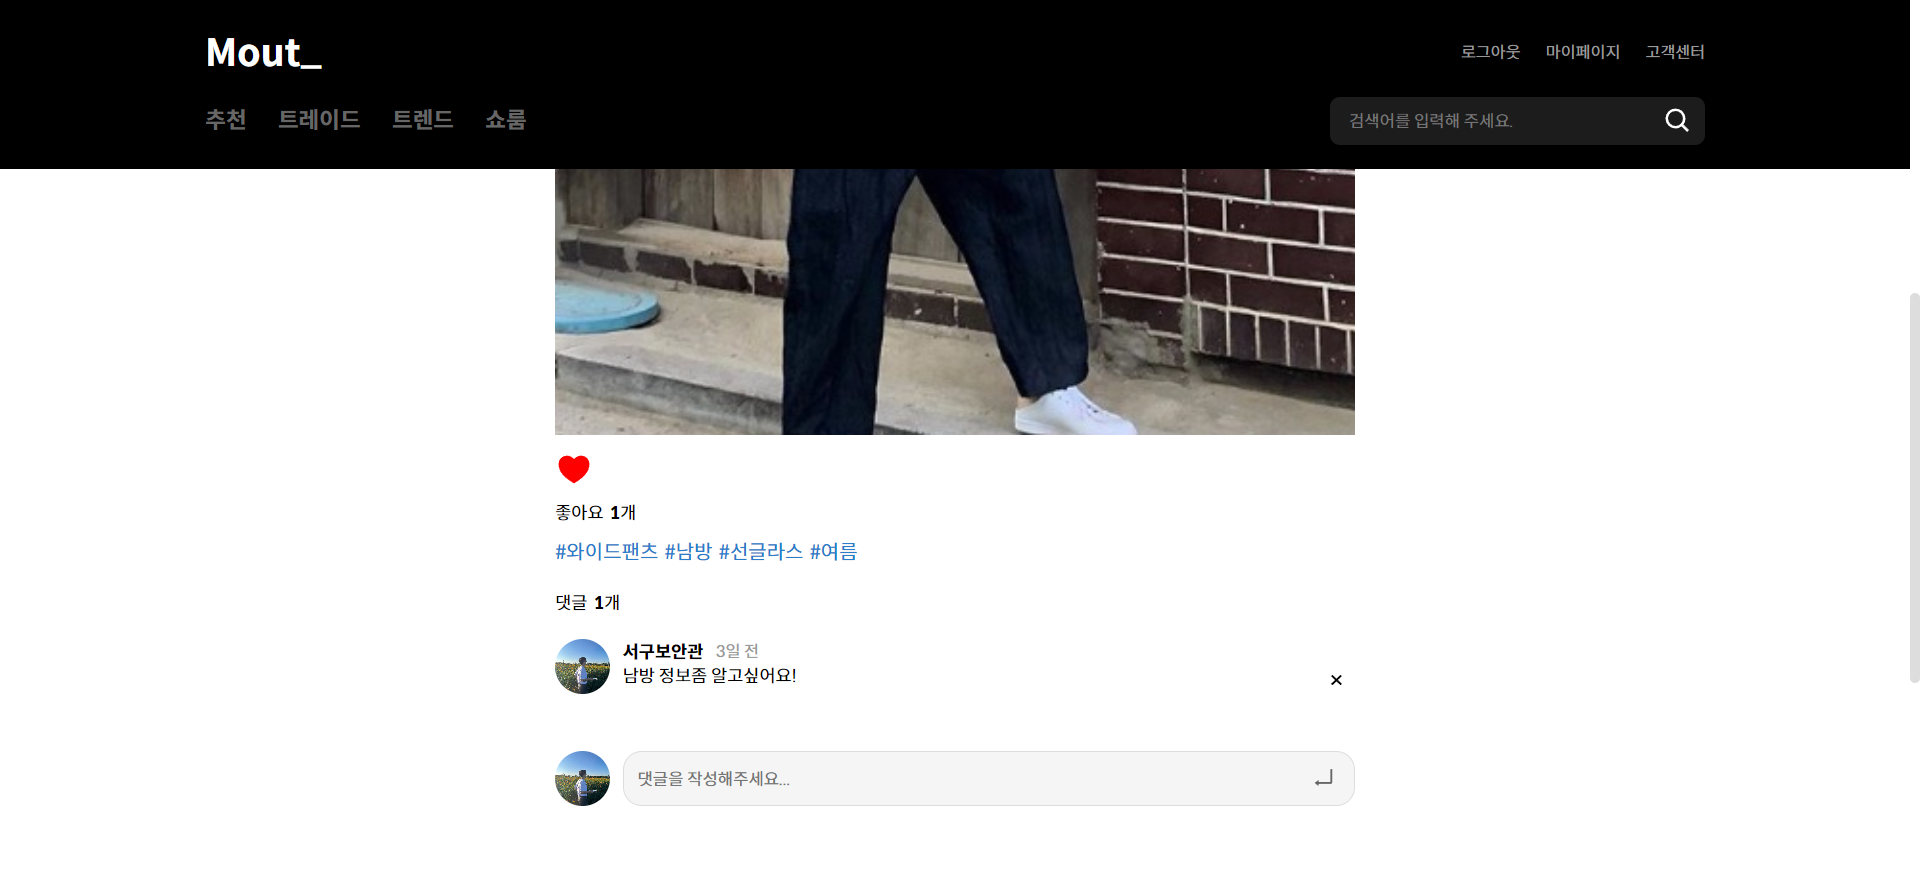 Mout_
로그아웃 마이페이지 고객센터
추천 트레이드 트렌드 쇼룸
검색어를 입력해 주세요.
좋아요 1개
#와이드팬츠 #남방 #선글라스 #여름
댓글 1개
서구보안관 3일 전
남방 정보좀 알고싶어요!
댓글을 작성해주세요...